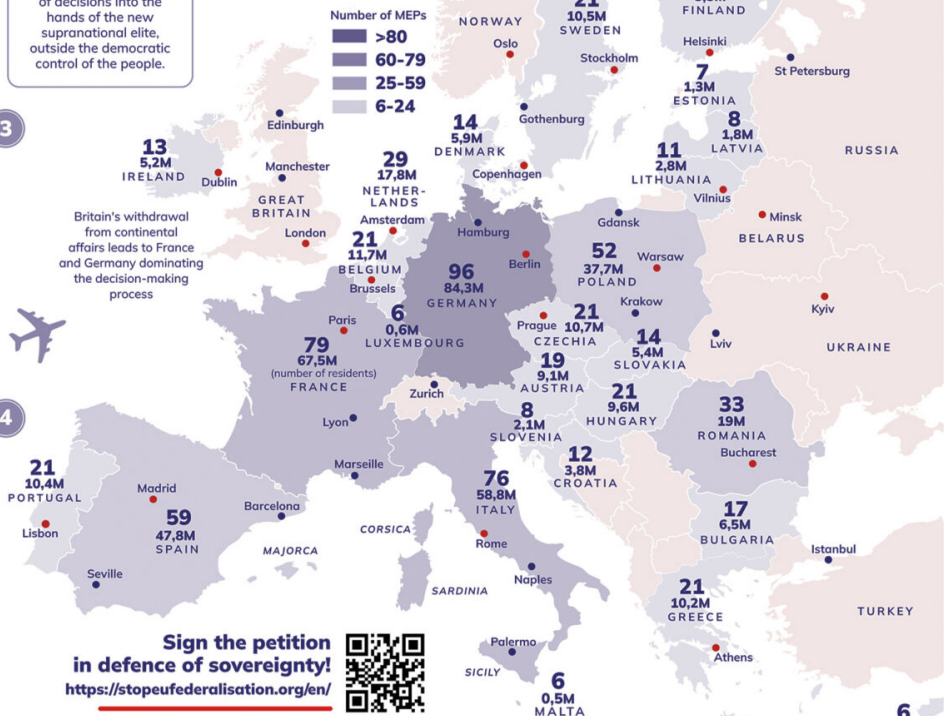 of decisions into the
hands of the new
supranational elite,
outside the democratic
control of the people.
Number of MEPs
>80
60-79
25-59
6-24
NORWAY
Oslo
21
10,5M
SWEDEN
Stockholm
Gothenburg
FINLAND
Helsinki
St Petersburg
7
1,3M
ESTONIA
8
1,8M
LATVIA
11
2,8M
LITHUANIA
Vilnius
RUSSIA
Minsk
BELARUS
3
13
5,2M
IRELAND
Dublin
Edinburgh
Manchester
GREAT
BRITAIN
London
14
5,9M
DENMARK
Copenhagen
29
17,8M
NETHER-
LANDS
Amsterdam
Britain's withdrawal
from continental
affairs leads to France
and Germany dominating
the decision-making
process
21
11,7M
BELGIUM
Brussels
Hamburg
Berlin
96
84,3M
GERMANY
Gdansk
52
37,7M
POLAND
Warsaw
Krakow
Kyiv
Lviv
UKRAINE
6
0,6M
LUXEMBOURG
Paris
79
67,5M
(number of residents)
FRANCE
Lyon
Marseille
Prague
21
10,7M
CZECHIA
14
5,4M
SLOVAKIA
19
9,1M
AUSTRIA
Zurich
21
9,6M
HUNGARY
8
2,1M
SLOVENIA
12
3,8M
CROATIA
33
19M
ROMANIA
Bucharest
4
21
10,4M
PORTUGAL
Lisbon
Madrid
59
47,8M
SPAIN
Barcelona
Seville
MAJORCA
CORSICA
SARDINIA
76
58,8M
ITALY
Rome
Naples
Palermo
SICILY
17
6,5M
BULGARIA
Istanbul
TURKEY
21
10,2M
GREECE
Athens
6
0,5M
MALTA
6
Sign the petition
in defence of sovereignty!
https://stopeufederalisation.org/en/